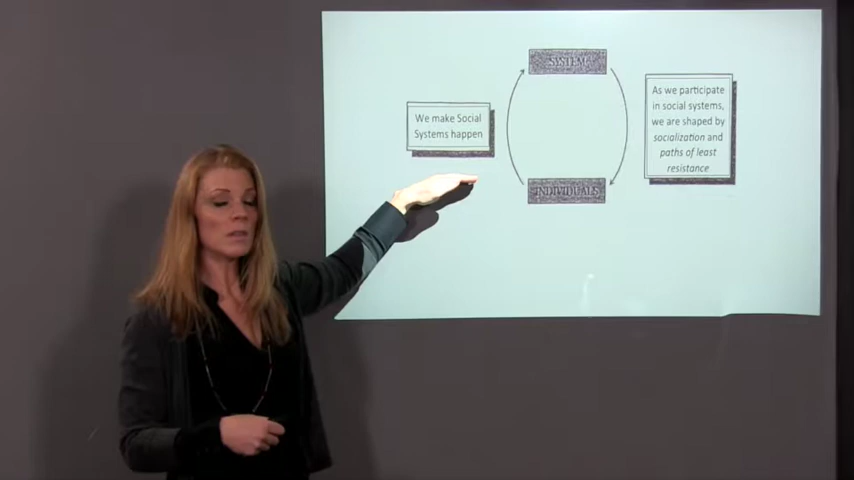 SYSTEM
We make Social
Systems happen
As we participate
in social systems,
we are shaped by
socialization and
paths of least
resistance
INDIVIDUALS